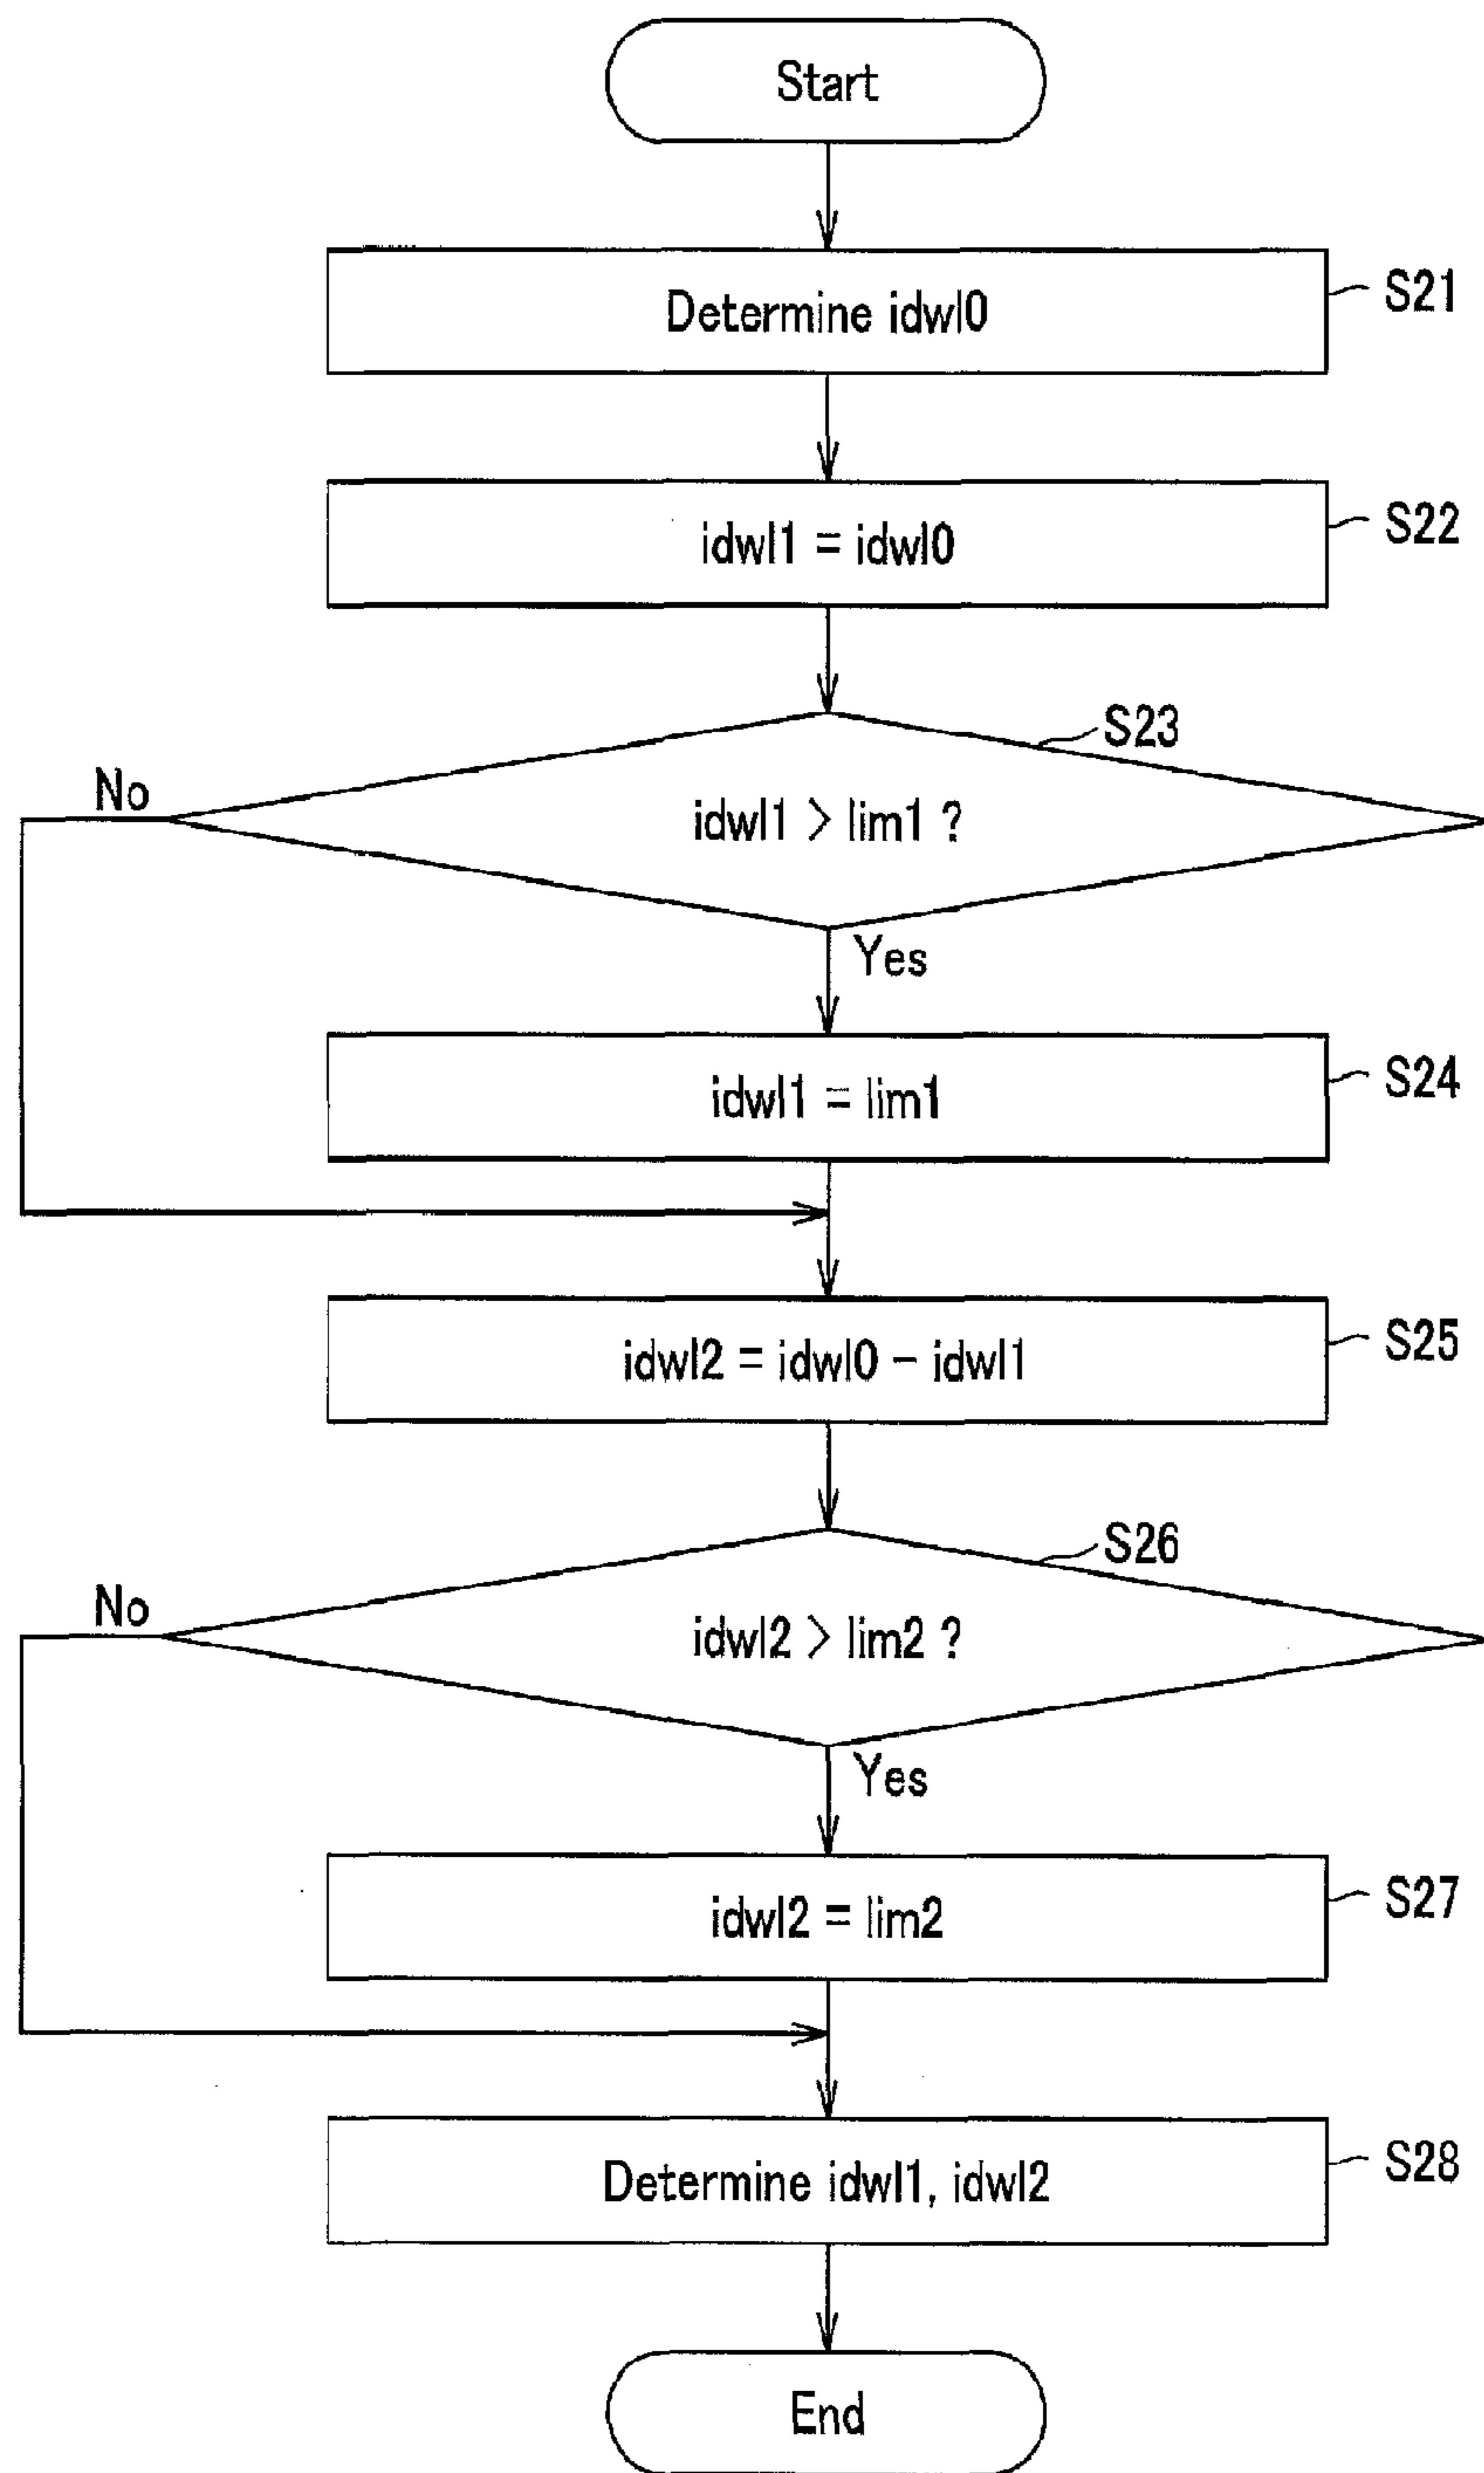 Start
Determine idwl0
S21
idwl1 = idwl0
S22
S23
No
idwl1 > lim1 ?
Yes
idwl1 = lim1
S24
idwl2 = idwl0 - idwl1
S25
S26
No
idwl2 > lim2 ?
Yes
idwl2 = lim2
S27
Determine idwl1, idwl2
S28
End